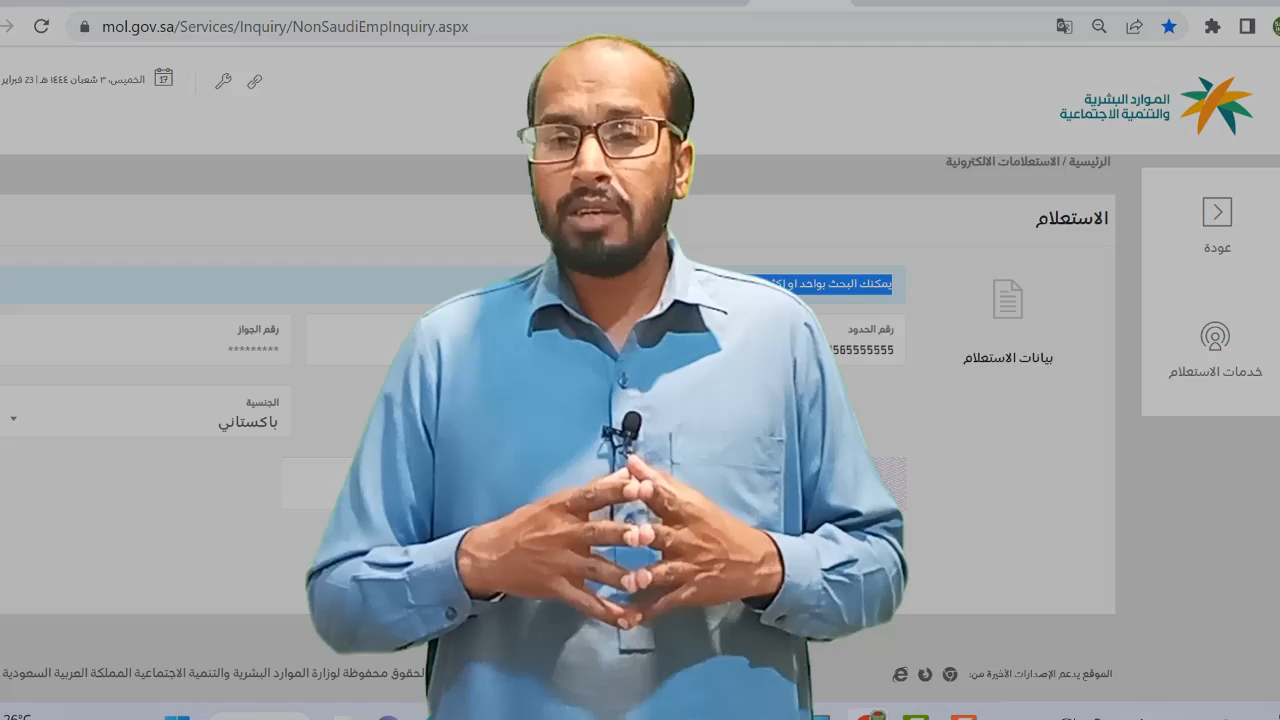 mol.gov.sa/Services/Inquiry/NonSaudiEmpInquiry.aspx
الخميس، ٣ شعبان ١٤٤٤ هـ | 23 فبراير
17
الموارد البشرية
والتنمية الاجتماعية
الرئيسية / الاستعلامات الالكترونية
الاستعلام
عودة
يمكنك البحث بواحد او
رقم الحدود
565555555
رقم الجواز
*********
بيانات الاستعلام
خدمات الاستعلام
الجنسية
باكستاني
الموقع يدعم الإصدارات الأخيرة من:
لحقوق محفوظة لوزارة الموارد البشرية والتنمية الاجتماعية المملكة العربية السعودية
26°C